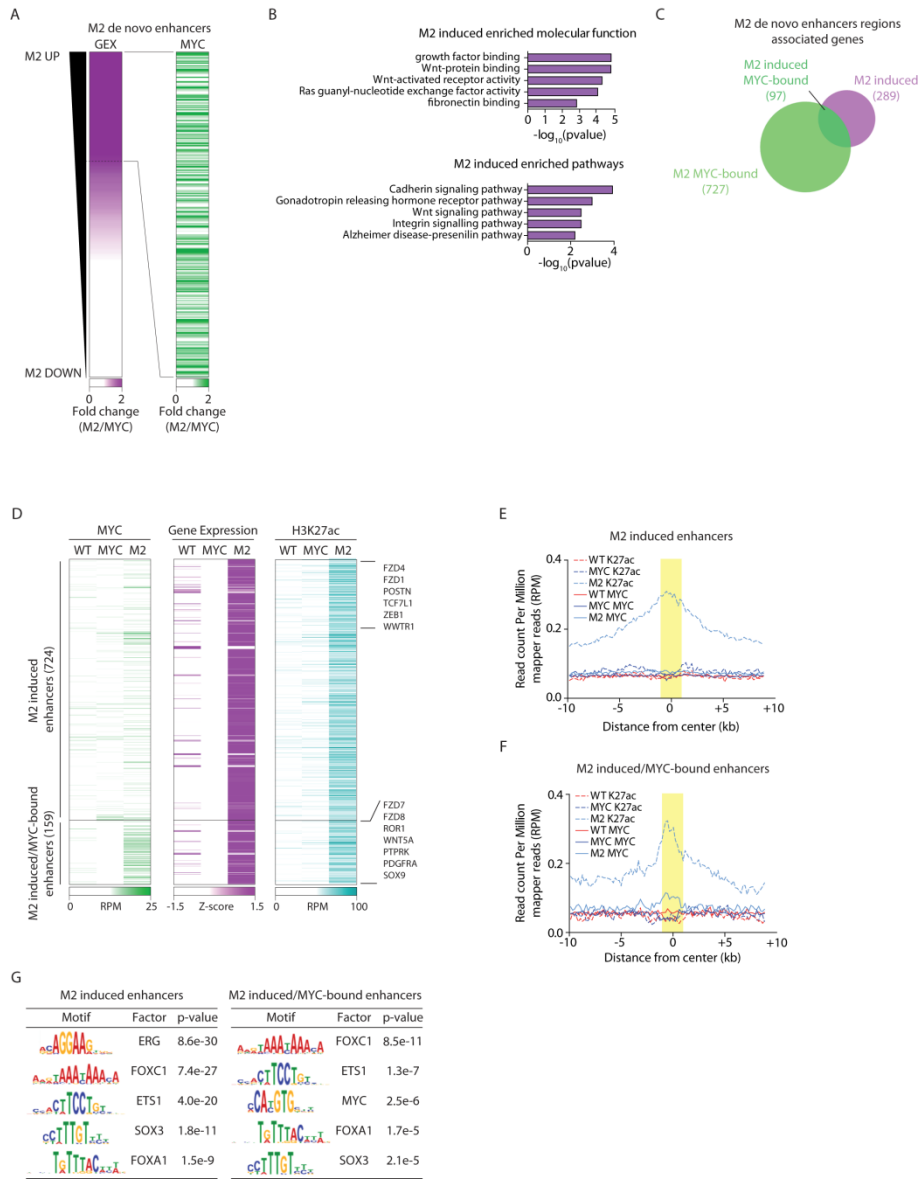 A
M2 de novo enhancers
GEX
MYC
M2 UP
M2 DOWN
0
2
0
2
Fold change
(M2/MYC)
Fold change
(M2/MYC)
B
M2 induced enriched molecular function
growth factor binding
Wnt-protein binding
Wnt-activated receptor activity
Ras guanyl-nucleotide exchange factor activity
fibronectin binding
0 1 2 3 4 5
-log10(pvalue)
M2 induced enriched pathways
Cadherin signaling pathway
Gonadotropin releasing hormone receptor pathway
Wnt signaling pathway
Integrin signalling pathway
Alzheimer disease-presenilin pathway
0 1 2 3 4
-log10(pvalue)
C
M2 de novo enhancers regions
associated genes
M2 induced
MYC-bound
(97)
M2 induced
(289)
M2 MYC-bound
(727)
D
MYC
Gene Expression
H3K27ac
WT MYC M2
WT MYC M2
WT MYC M2
M2 induced
enhancers (724)
M2 induced/MYC-bound
enhancers (159)
FZD4
FZD1
POSTN
TCF7L1
ZEB1
WWTR1
FZD7
FZD8
ROR1
WNT5A
PTPRK
PDGFRA
SOX9
0 RPM 25
-1.5 Z-score 1.5
0 RPM 100
E
M2 induced enhancers
WT K27ac
MYC K27ac
M2 K27ac
WT MYC
MYC MYC
M2 MYC
Read count Per Million
mapper reads (RPM)
0.4
0.2
0.0
-10 -5 0 +5 +10
Distance from center (kb)
F
M2 induced/MYC-bound enhancers
WT K27ac
MYC K27ac
M2 K27ac
WT MYC
MYC MYC
M2 MYC
Read count Per Million
mapper reads (RPM)
0.4
0.2
0.0
-10 -5 0 +5 +10
Distance from center (kb)
G
M2 induced enhancers
Motif Factor p-value
ERG 8.6e-30
FOXC1 7.4e-27
ETS1 4.0e-20
SOX3 1.8e-11
FOXA1 1.5e-9
M2 induced/MYC-bound enhancers
Motif Factor p-value
FOXC1 8.5e-11
ETS1 1.3e-7
MYC 2.5e-6
FOXA1 1.7e-5
SOX3 2.1e-5